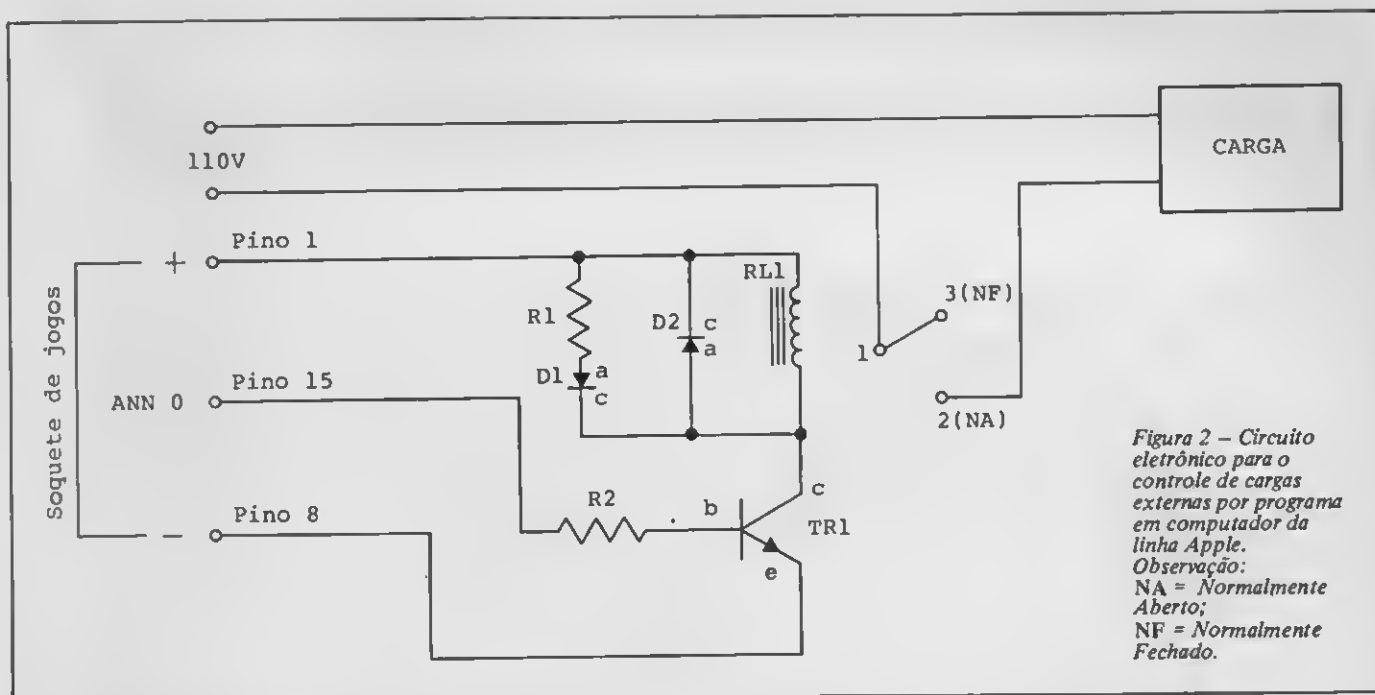 110V
CARGA
Soquete de jogos
+
Pino 1
R1
D1
a
c
D2
c
a
RL1
1
3(NF)
2(NA)
ANN 0
Pino 15
R2
b
c
TR1
e
-
Pino 8
Figura 2 – Circuito
eletrônico para o
controle de cargas
externas por programa
em computador da
linha Apple.
Observação:
NA = Normalmente
Aberto;
NF = Normalmente
Fechado.